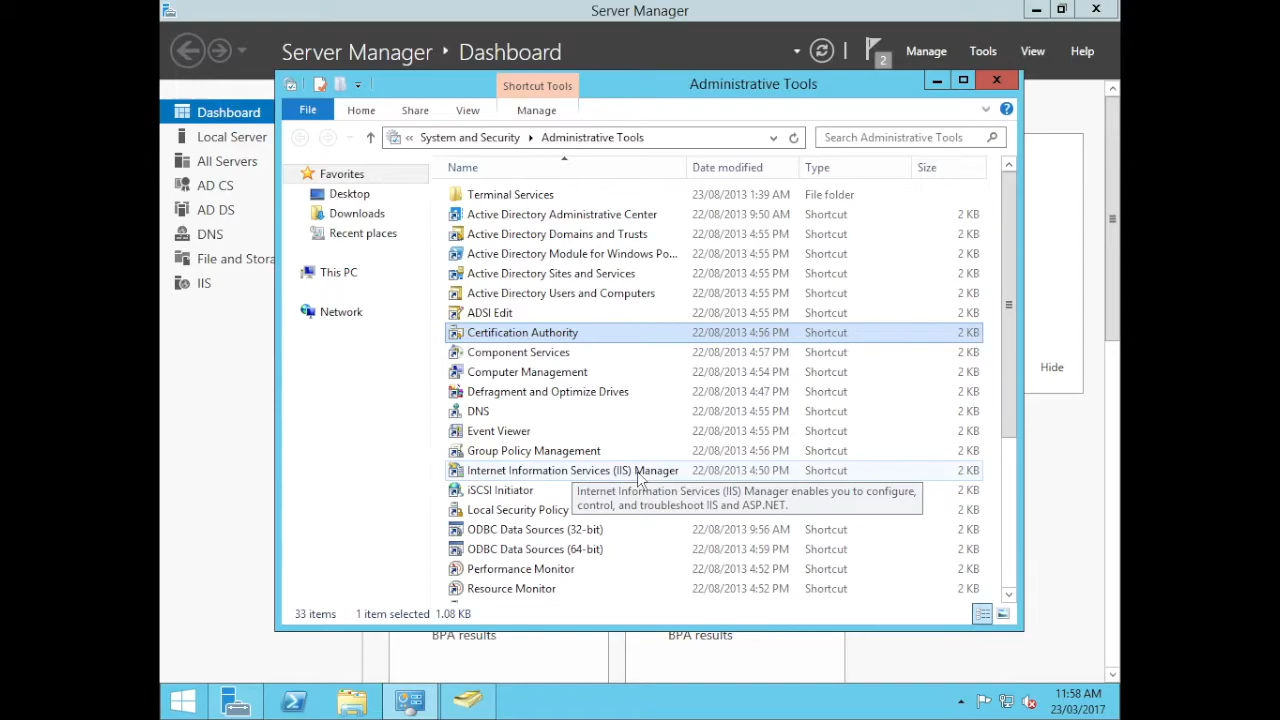 Server Manager
Server Manager ‣ Dashboard
2
Manage
Tools
View
Help
Shortcut Tools
Administrative Tools
File
Home
Share
View
Manage
« System and Security ▸ Administrative Tools
Search Administrative Tools
Dashboard
Local Server
All Servers
AD CS
AD DS
DNS
File and Stora
IIS
Favorites
Desktop
Downloads
Recent places
This PC
Network
Name Date modified Type Size
Terminal Services 23/08/2013 1:39 AM File folder
Active Directory Administrative Center 22/08/2013 9:50 AM Shortcut 2 KB
Active Directory Domains and Trusts 22/08/2013 4:55 PM Shortcut 2 KB
Active Directory Module for Windows Po... 22/08/2013 4:55 PM Shortcut 2 KB
Active Directory Sites and Services 22/08/2013 4:55 PM Shortcut 2 KB
Active Directory Users and Computers 22/08/2013 4:55 PM Shortcut 2 KB
ADSI Edit 22/08/2013 4:55 PM Shortcut 2 KB
Certification Authority 22/08/2013 4:56 PM Shortcut 2 KB
Component Services 22/08/2013 4:57 PM Shortcut 2 KB
Computer Management 22/08/2013 4:54 PM Shortcut 2 KB
Defragment and Optimize Drives 22/08/2013 4:47 PM Shortcut 2 KB
DNS 22/08/2013 4:55 PM Shortcut 2 KB
Event Viewer 22/08/2013 4:55 PM Shortcut 2 KB
Group Policy Management 22/08/2013 4:56 PM Shortcut 2 KB
Internet Information Services (IIS) Manager 22/08/2013 4:50 PM Shortcut 2 KB
iSCSI Initiator 2 KB
Internet Information Services (IIS) Manager enables you to configure,
control, and troubleshoot IIS and ASP.NET.
Local Security Policy 2 KB
ODBC Data Sources (32-bit) 22/08/2013 9:56 AM Shortcut 2 KB
ODBC Data Sources (64-bit) 22/08/2013 4:59 PM Shortcut 2 KB
Performance Monitor 22/08/2013 4:52 PM Shortcut 2 KB
Resource Monitor 22/08/2013 4:52 PM Shortcut 2 KB
33 items 1 item selected 1.08 KB
Hide
BPA results
BPA results
11:58 AM
23/03/2017